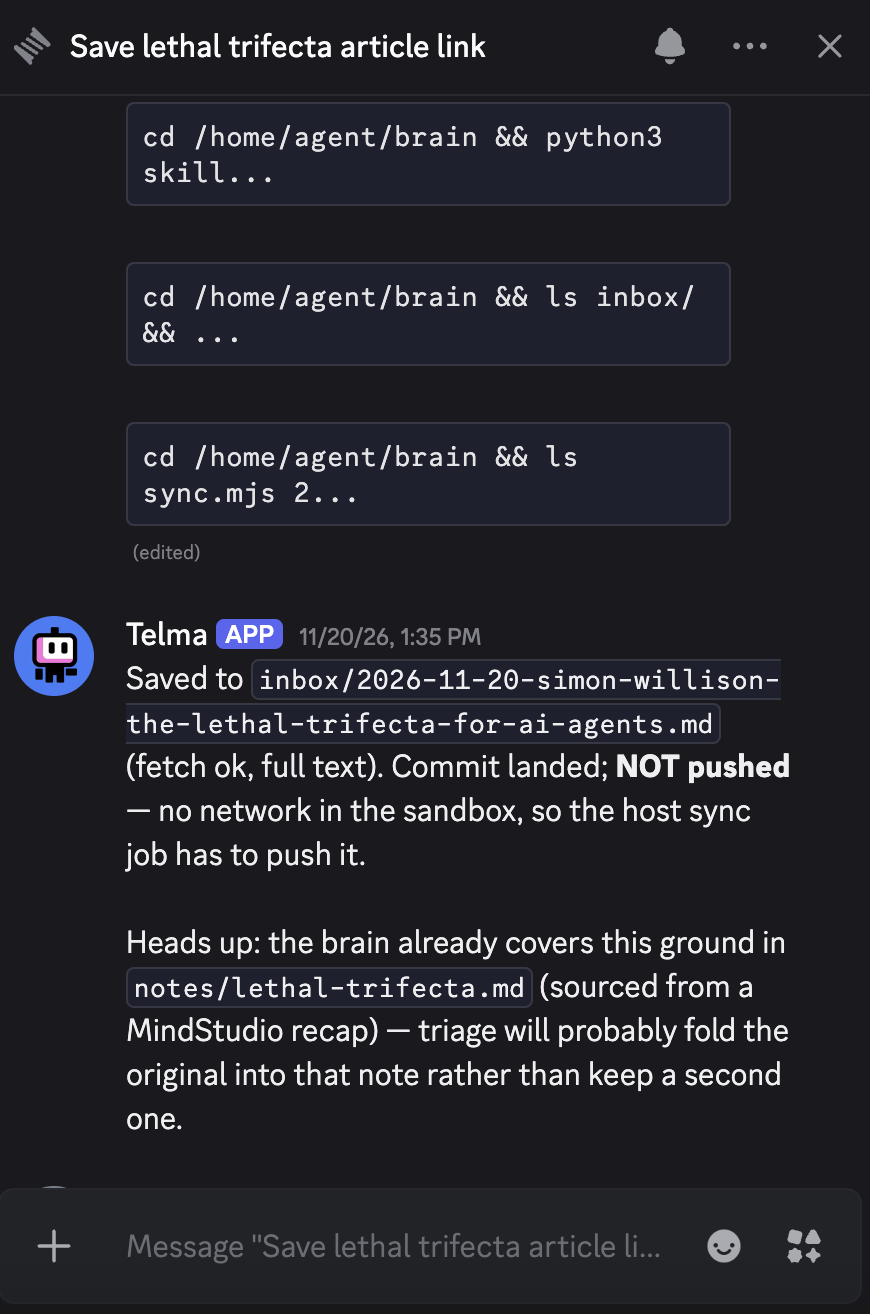 Save lethal trifecta article link
cd /home/agent/brain && python3
skill...
cd /home/agent/brain && ls inbox/
&& ...
cd /home/agent/brain && ls
sync.mjs 2...
(edited)
Telma APP 11/20/26, 1:35 PM
Saved to inbox/2026-11-20-simon-willison-
the-lethal-trifecta-for-ai-agents.md
(fetch ok, full text). Commit landed; NOT pushed
— no network in the sandbox, so the host sync
job has to push it.
Heads up: the brain already covers this ground in
notes/lethal-trifecta.md (sourced from a
MindStudio recap) — triage will probably fold the
original into that note rather than keep a second
one.
Message "Save lethal trifecta article li...